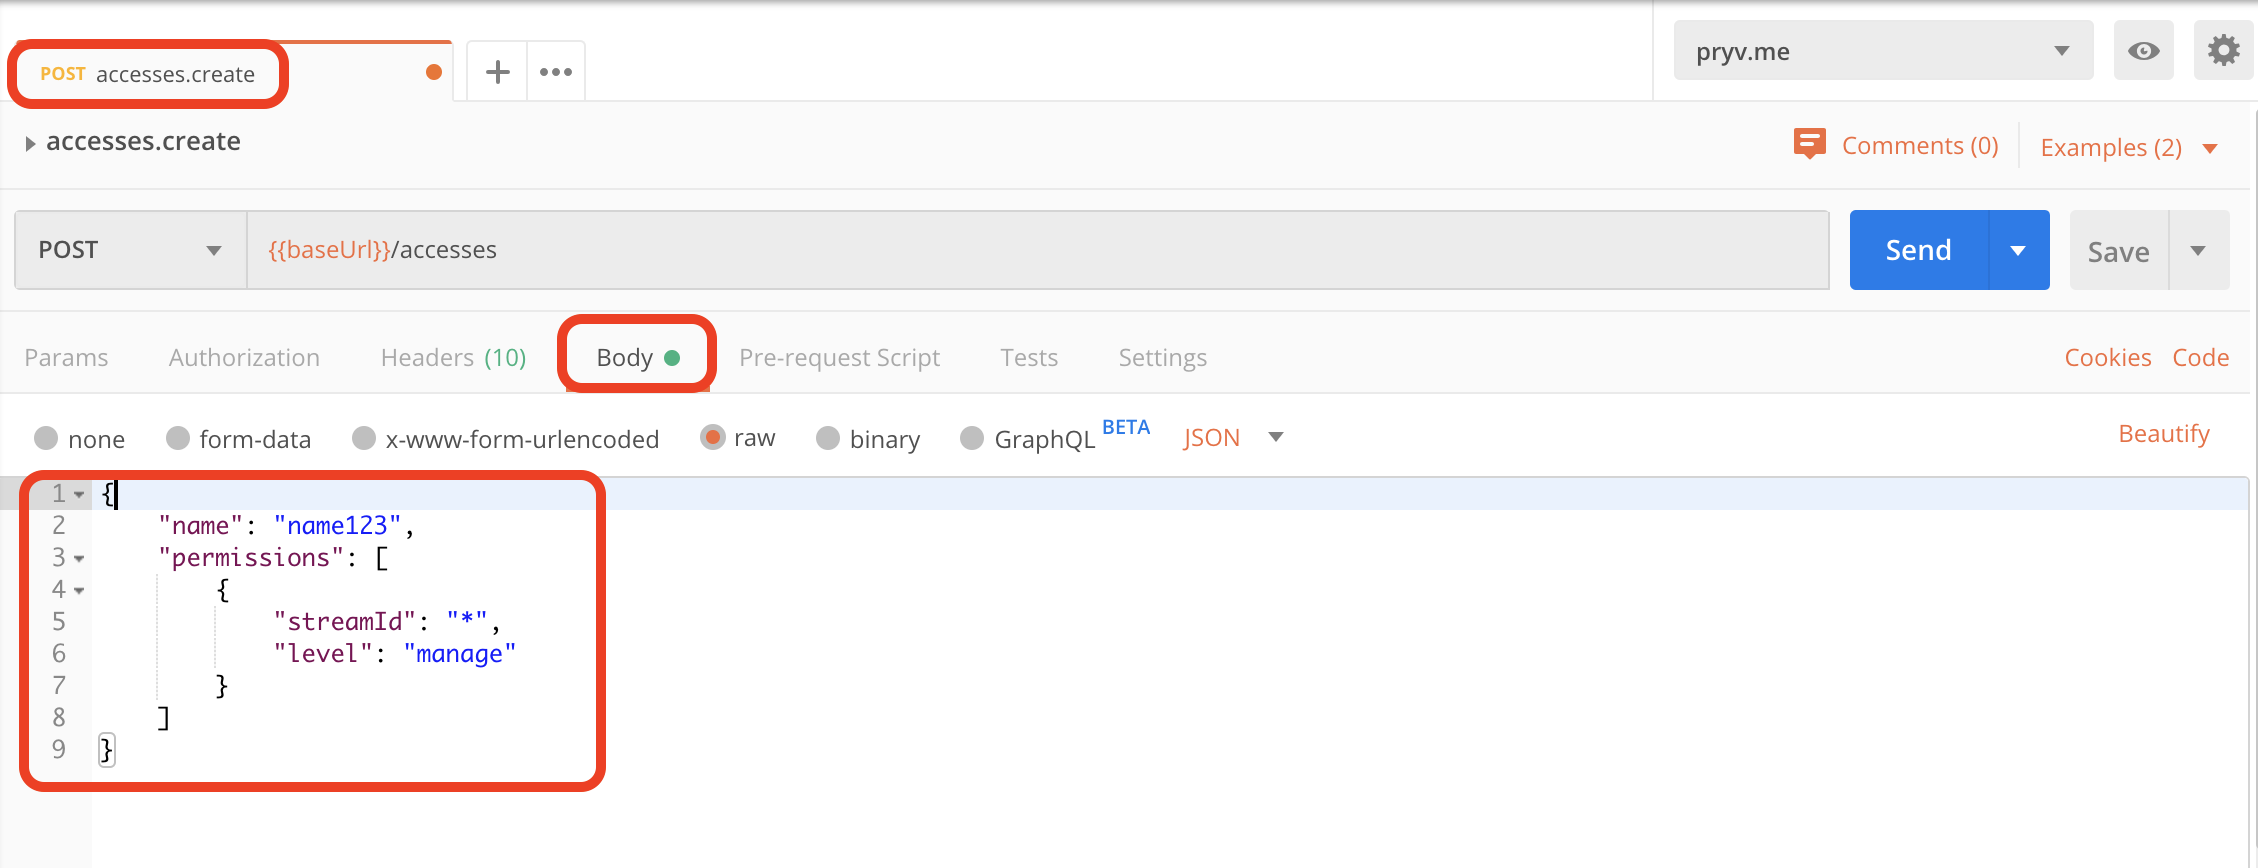 POST accesses.create
pryv.me
accesses.create
Comments (0)
Examples (2)
POST
{{baseUrl}}/accesses
Send
Save
Params Authorization Headers (10) Body Pre-request Script Tests Settings Cookies Code
none form-data x-www-form-urlencoded raw binary GraphQL BETA JSON Beautify
1 {
2 "name": "name123",
3 "permissions": [
4 {
5 "streamId": "*",
6 "level": "manage"
7 }
8 ]
9 }